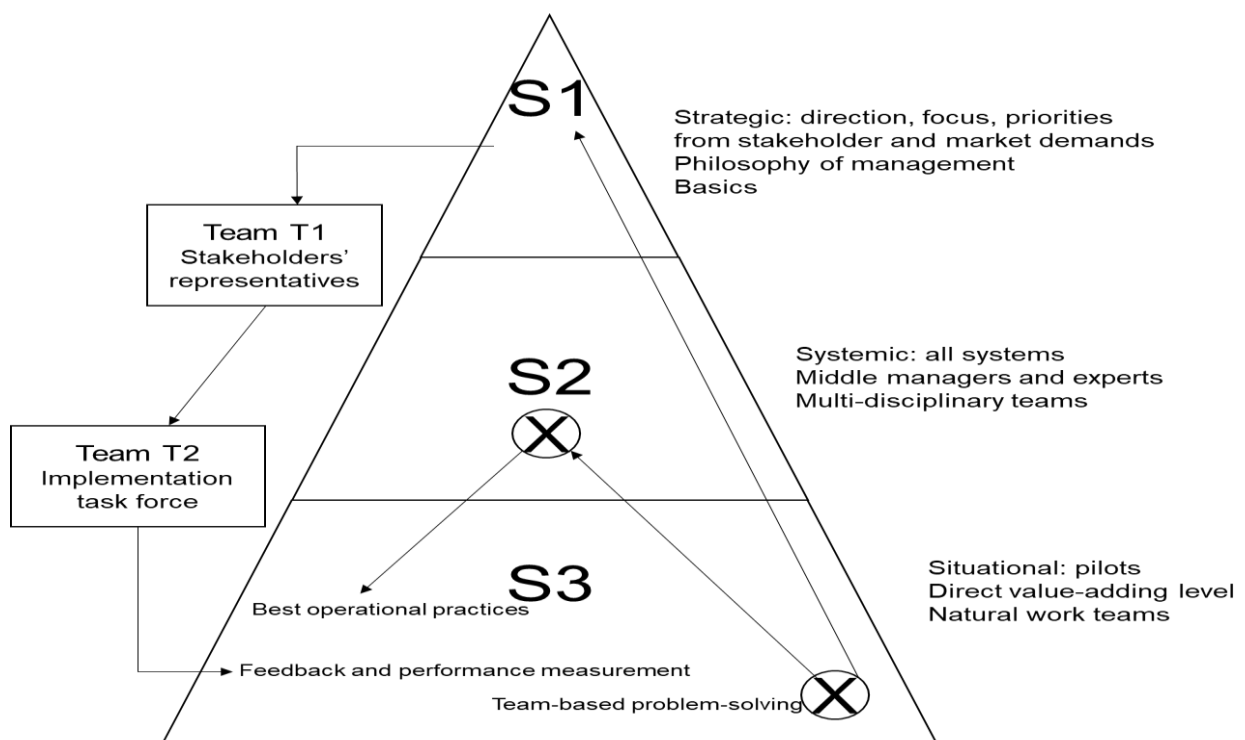 S1
Strategic: direction, focus, priorities
from stakeholder and market demands
Philosophy of management
Basics
Team T1
Stakeholders’
representatives
S2
X
Systemic: all systems
Middle managers and experts
Multi-disciplinary teams
Team T2
Implementation
task force
S3
Best operational practices
Situational: pilots
Direct value-adding level
Natural work teams
Feedback and performance measurement
Team-based problem-solving
X